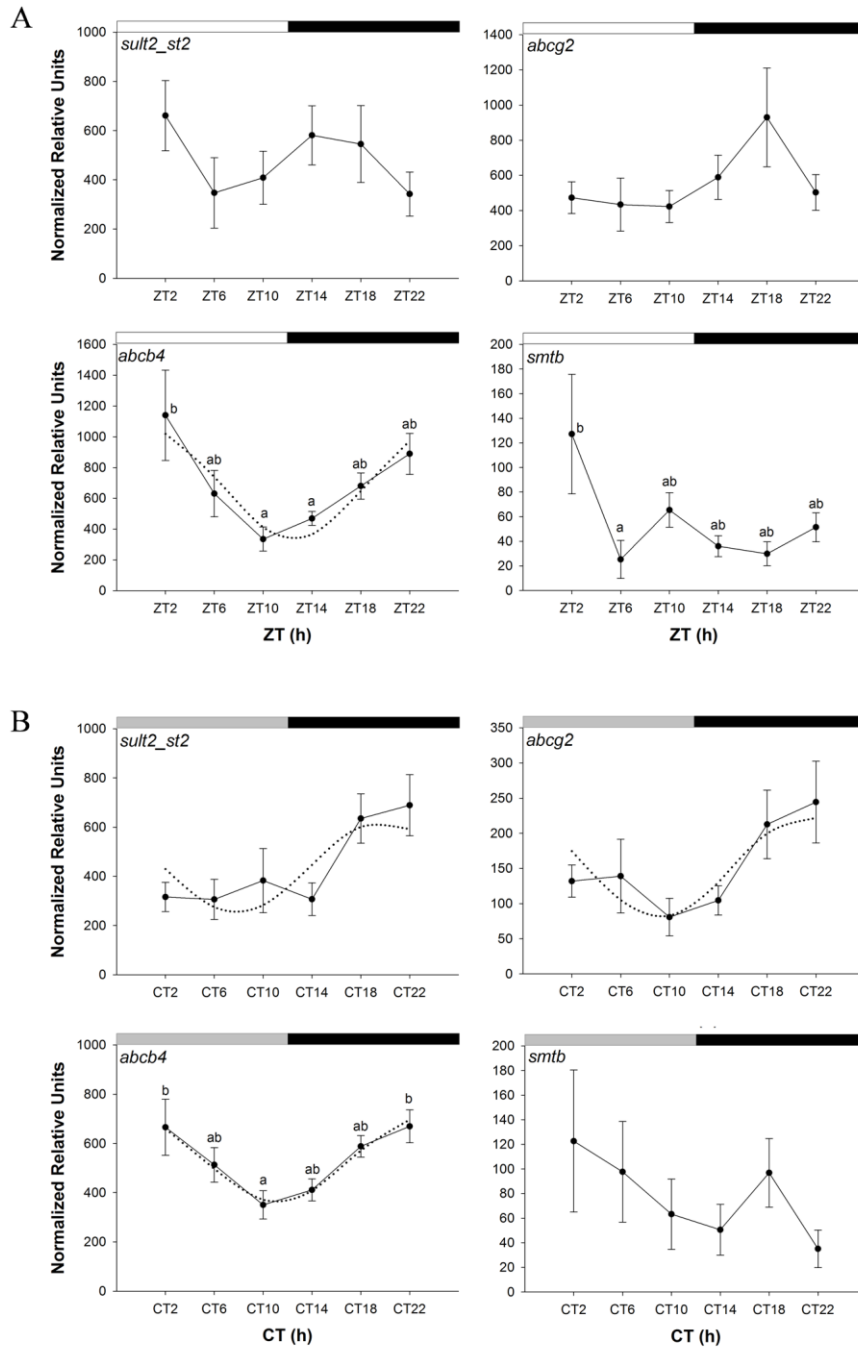 A
sult2_st2
Normalized Relative Units
1000
800
600
400
200
0
ZT2 ZT6 ZT10 ZT14 ZT18 ZT22
abcg2
1400
1200
1000
800
600
400
200
0
ZT2 ZT6 ZT10 ZT14 ZT18 ZT22
abcb4
Normalized Relative Units
1600
1400
1200
1000
800
600
400
200
0
b ab a a ab ab
ZT2 ZT6 ZT10 ZT14 ZT18 ZT22
ZT (h)
smtb
200
180
160
140
120
100
80
60
40
20
0
b a ab ab ab ab
ZT2 ZT6 ZT10 ZT14 ZT18 ZT22
ZT (h)
B
sult2_st2
Normalized Relative Units
1000
800
600
400
200
0
CT2 CT6 CT10 CT14 CT18 CT22
abcg2
350
300
250
200
150
100
50
0
CT2 CT6 CT10 CT14 CT18 CT22
abcb4
Normalized Relative Units
1000
800
600
400
200
0
b ab a ab ab b
CT2 CT6 CT10 CT14 CT18 CT22
CT (h)
smtb
200
180
160
140
120
100
80
60
40
20
0
CT2 CT6 CT10 CT14 CT18 CT22
CT (h)